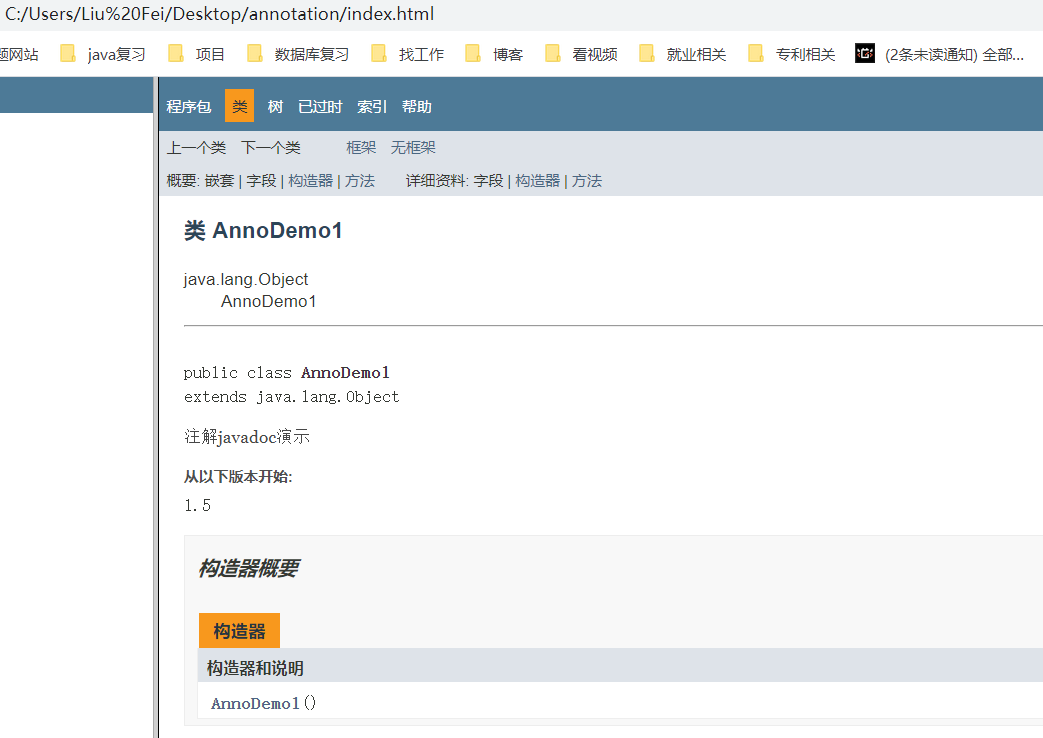 C:/Users/Liu%20Fei/Desktop/annotation/index.html
题网站 java复习 项目 数据库复习 找工作 博客 看视频 就业相关 专利相关 (2条未读通知) 全部...
程序包 类 树 已过时 索引 帮助
上一个类 下一个类 框架 无框架
概要: 嵌套 | 字段 | 构造器 | 方法 详细资料: 字段 | 构造器 | 方法
类 AnnoDemo1
java.lang.Object
AnnoDemo1
public class AnnoDemo1
extends java.lang.Object
注解javadoc演示
从以下版本开始:
1.5
构造器概要
构造器
构造器和说明
AnnoDemo1()